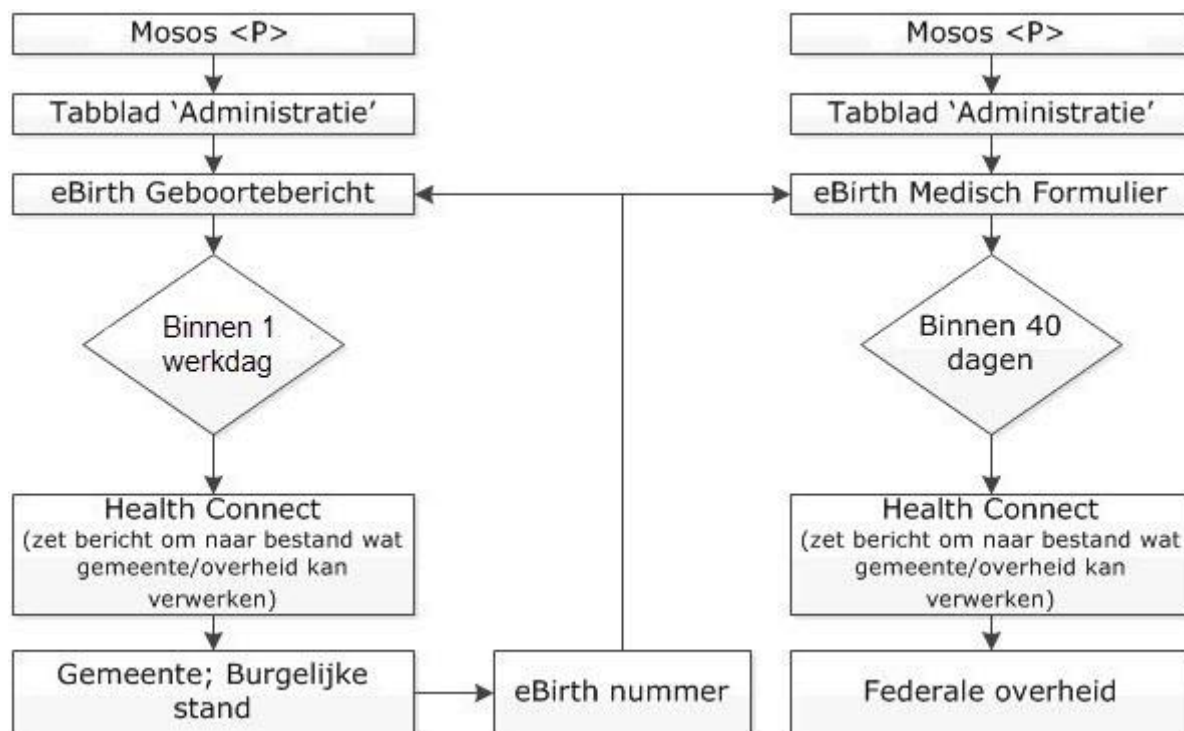 Mosos <P>
Tabblad ‘Administratie’
eBirth Geboortebericht
Binnen 1
werkdag
Health Connect
(zet bericht om naar bestand wat
gemeente/overheid kan
verwerken)
Gemeente; Burgelijke
stand
eBirth nummer
Mosos <P>
Tabblad ‘Administratie’
eBirth Medisch Formulier
Binnen 40
dagen
Health Connect
(zet bericht om naar bestand wat
gemeente/overheid kan
verwerken)
Federale overheid